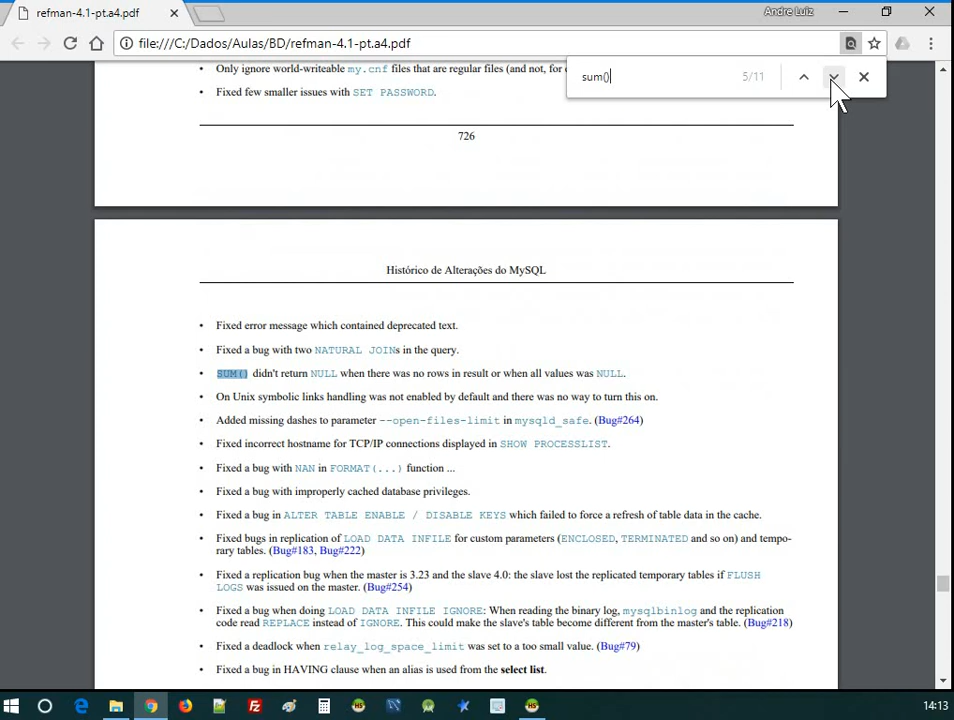 refman-4.1-pt.a4.pdf
Andre Luiz
file:///C:/Dados/Aulas/BD/refman-4.1-pt.a4.pdf
sum()
5/11
• Only ignore world-writeable my.cnf files that are regular files (and not, for
• Fixed few smaller issues with SET PASSWORD.
726
Histórico de Alterações do MySQL
• Fixed error message which contained deprecated text.
• Fixed a bug with two NATURAL JOINs in the query.
• SUM() didn't return NULL when there was no rows in result or when all values was NULL.
• On Unix symbolic links handling was not enabled by default and there was no way to turn this on.
• Added missing dashes to parameter --open-files-limit in mysqld_safe. (Bug#264)
• Fixed incorrect hostname for TCP/IP connections displayed in SHOW PROCESSLIST.
• Fixed a bug with NAN in FORMAT(...) function ...
• Fixed a bug with improperly cached database privileges.
• Fixed a bug in ALTER TABLE ENABLE / DISABLE KEYS which failed to force a refresh of table data in the cache.
• Fixed bugs in replication of LOAD DATA INFILE for custom parameters (ENCLOSED, TERMINATED and so on) and tempo-
rary tables. (Bug#183, Bug#222)
• Fixed a replication bug when the master is 3.23 and the slave 4.0: the slave lost the replicated temporary tables if FLUSH
LOGS was issued on the master. (Bug#254)
• Fixed a bug when doing LOAD DATA INFILE IGNORE: When reading the binary log, mysqlbinlog and the replication
code read REPLACE instead of IGNORE. This could make the slave's table become different from the master's table. (Bug#218)
• Fixed a deadlock when relay_log_space_limit was set to a too small value. (Bug#79)
• Fixed a bug in HAVING clause when an alias is used from the select list.
14:13